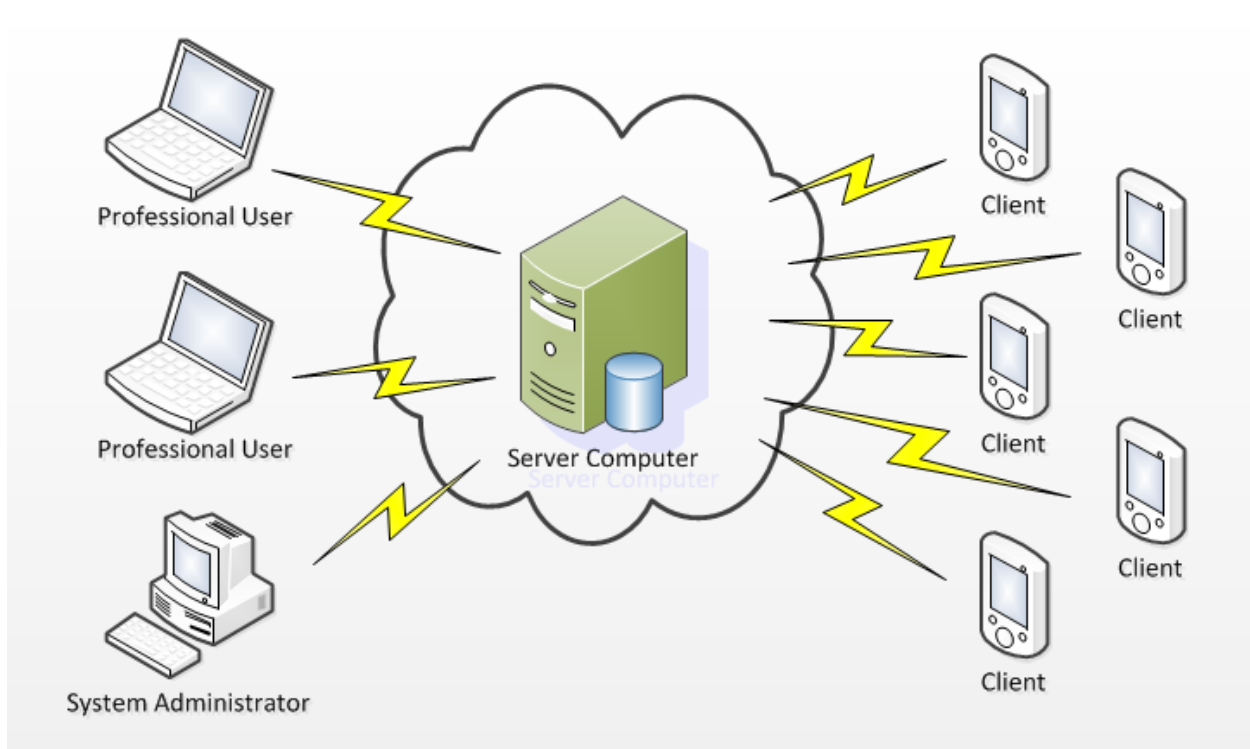 Professional User
Professional User
System Administrator
Server Computer
Server Computer
Client
Client
Client
Client
Client